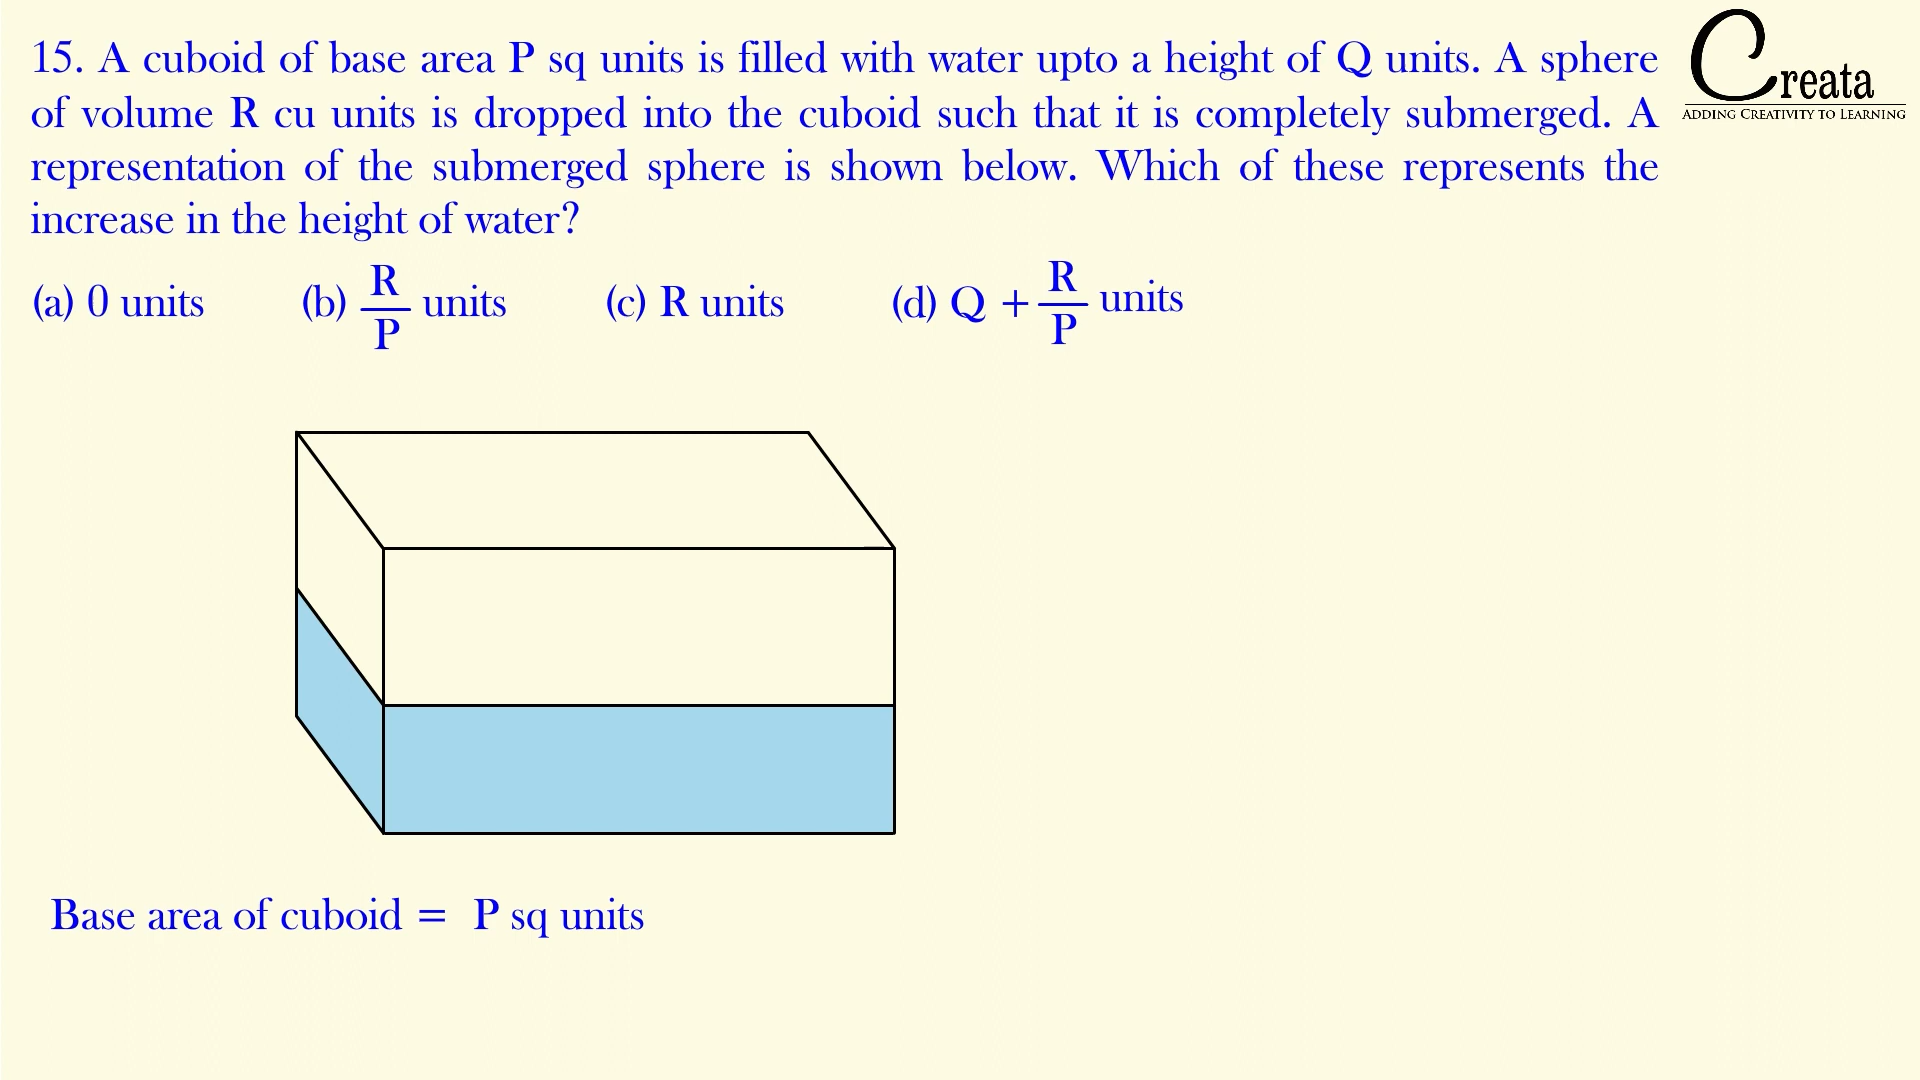 15. A cuboid of base area P sq units is filled with water upto a height of Q units. A sphere
of volume R cu units is dropped into the cuboid such that it is completely submerged. A
representation of the submerged sphere is shown below. Which of these represents the
increase in the height of water?
(a) 0 units (b) R/P units (c) R units (d) Q + R/P units
Base area of cuboid = P sq units
Creata
ADDING CREATIVITY TO LEARNING